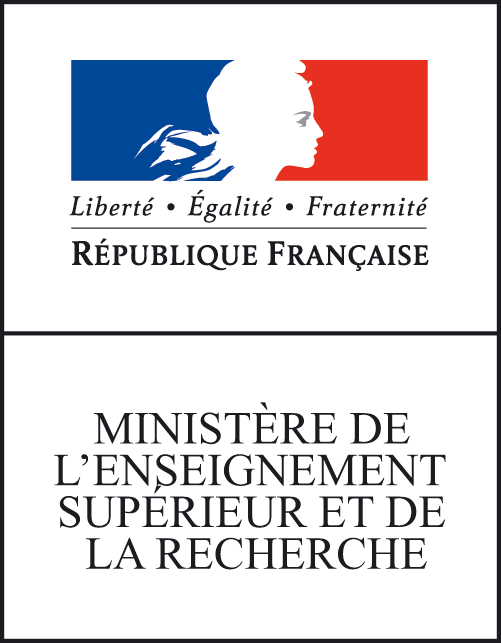 Liberté • Égalité • Fraternité
RÉPUBLIQUE FRANÇAISE
MINISTÈRE DE
L’ENSEIGNEMENT
SUPÉRIEUR ET DE
LA RECHERCHE